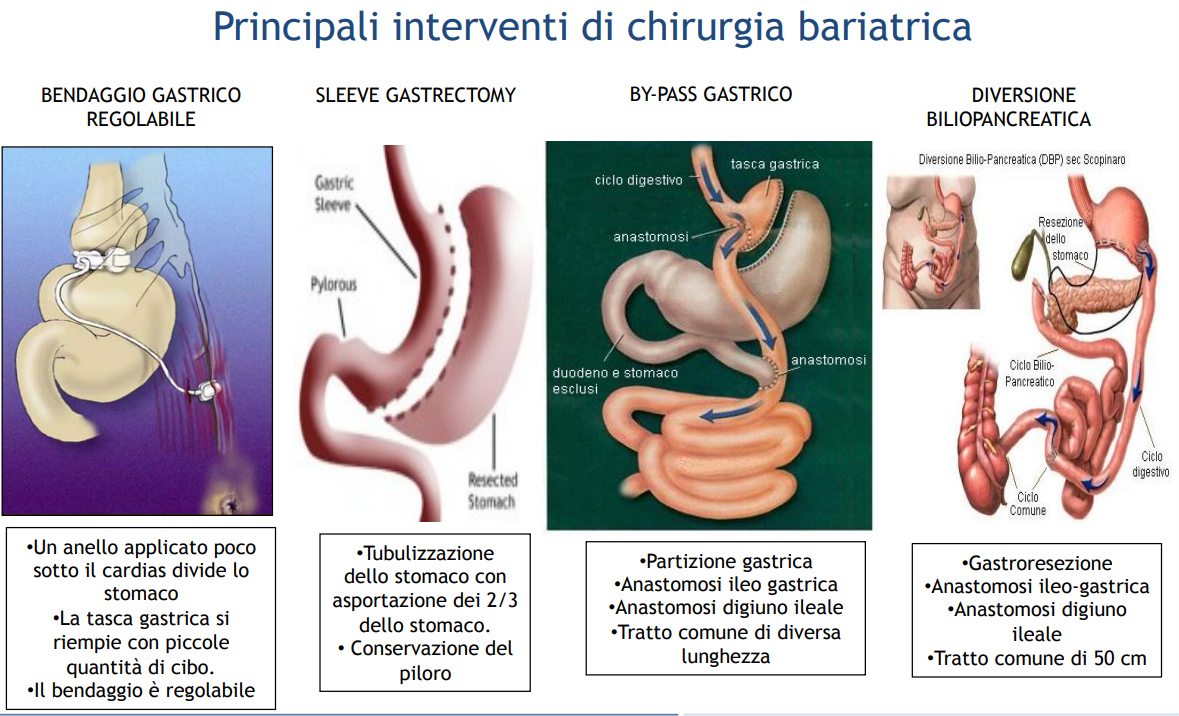 Principali interventi di chirurgia bariatrica
BENDAGGIO GASTRICO
REGOLABILE
•Un anello applicato poco
sotto il cardias divide lo
stomaco
•La tasca gastrica si
riempie con piccole
quantità di cibo.
•Il bendaggio è regolabile
SLEEVE GASTRECTOMY
Gastric
Sleeve
Pylorous
Resected
Stomach
•Tubulizzazione
dello stomaco con
asportazione dei 2/3
dello stomaco.
• Conservazione del
piloro
BY-PASS GASTRICO
tasca gastrica
ciclo digestivo
anastomosi
anastomosi
duodeno e stomaco
esclusi
•Partizione gastrica
•Anastomosi ileo gastrica
•Anastomosi digiuno ileale
•Tratto comune di diversa
lunghezza
DIVERSIONE
BILIOPANCREATICA
Diversione Bilio-Pancreatica (DBP) sec Scopinaro
Resezione
dello
stomaco
Ciclo Bilio-
Pancreatico
Ciclo
digestivo
Ciclo
Comune
•Gastroresezione
•Anastomosi ileo-gastrica
•Anastomosi digiuno
ileale
•Tratto comune di 50 cm